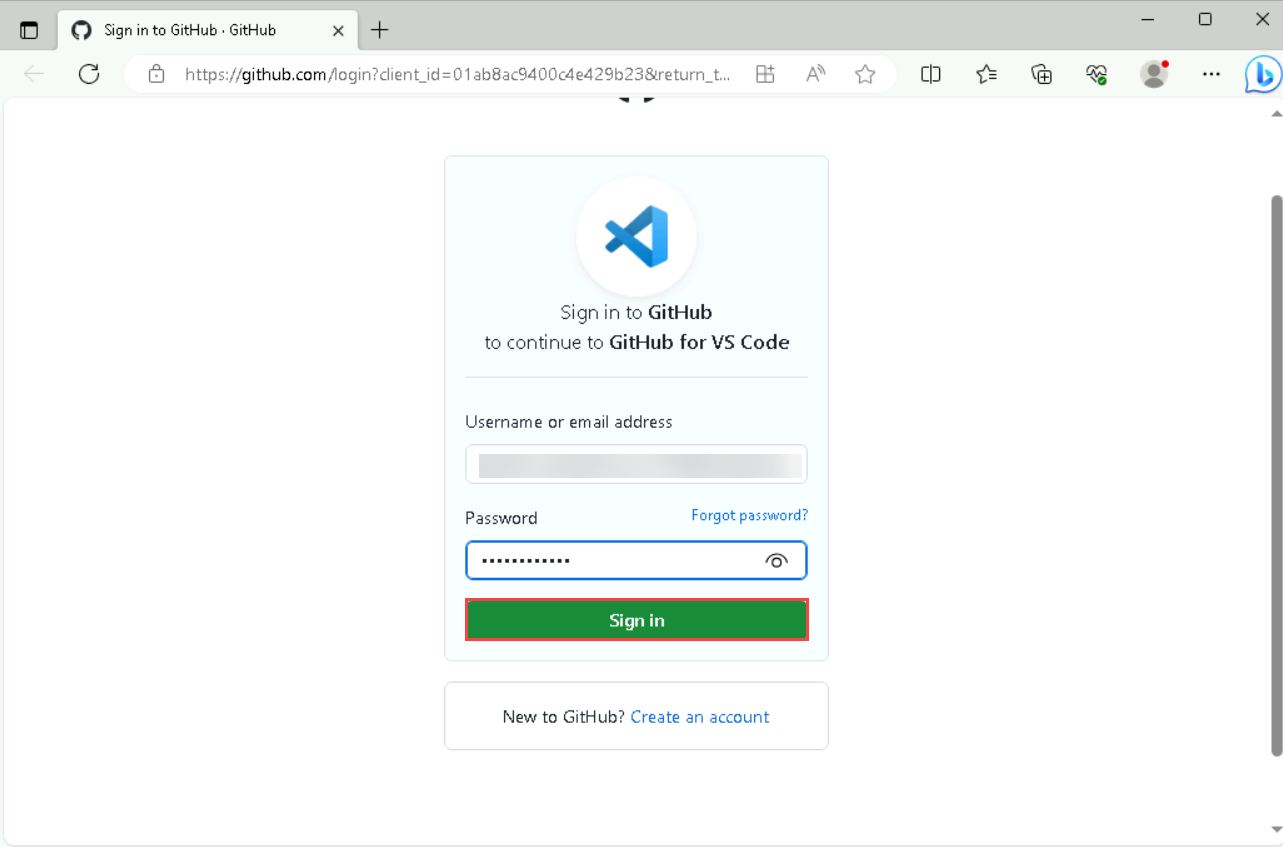 Sign in to GitHub · GitHub
https://github.com/login?client_id=01ab8ac9400c4e429b23&return_t...
Sign in to GitHub
to continue to GitHub for VS Code
Username or email address
Password
Forgot password?
••••••••••••
Sign in
New to GitHub? Create an account